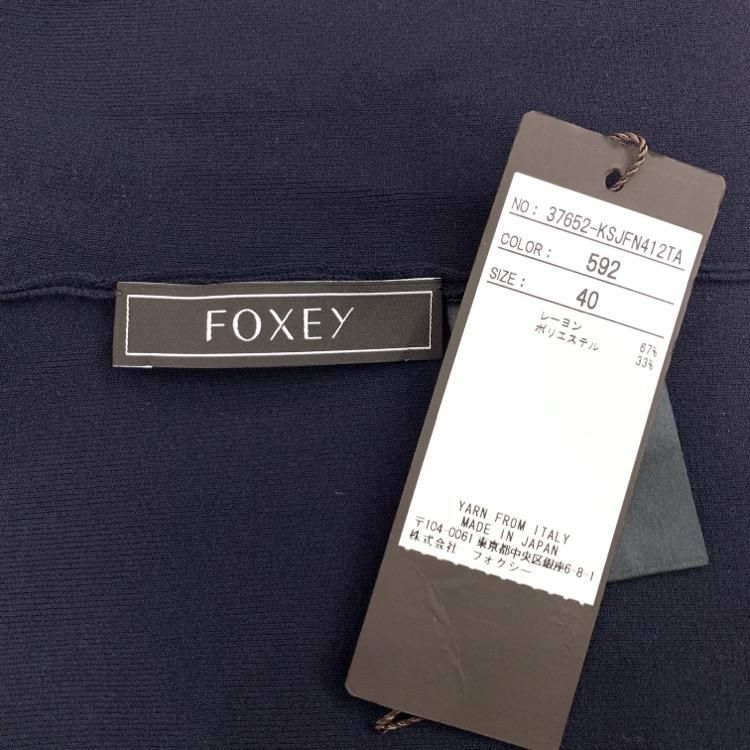 FOXEY
NO: 37652-KSJFN412TA
COLOR: 592
SIZE: 40
レーヨン 67%
ポリエステル 33%
YARN FROM ITALY
MADE IN JAPAN
〒104-0061 東京都中央区銀座6-8-1
株式会社 フォクシー